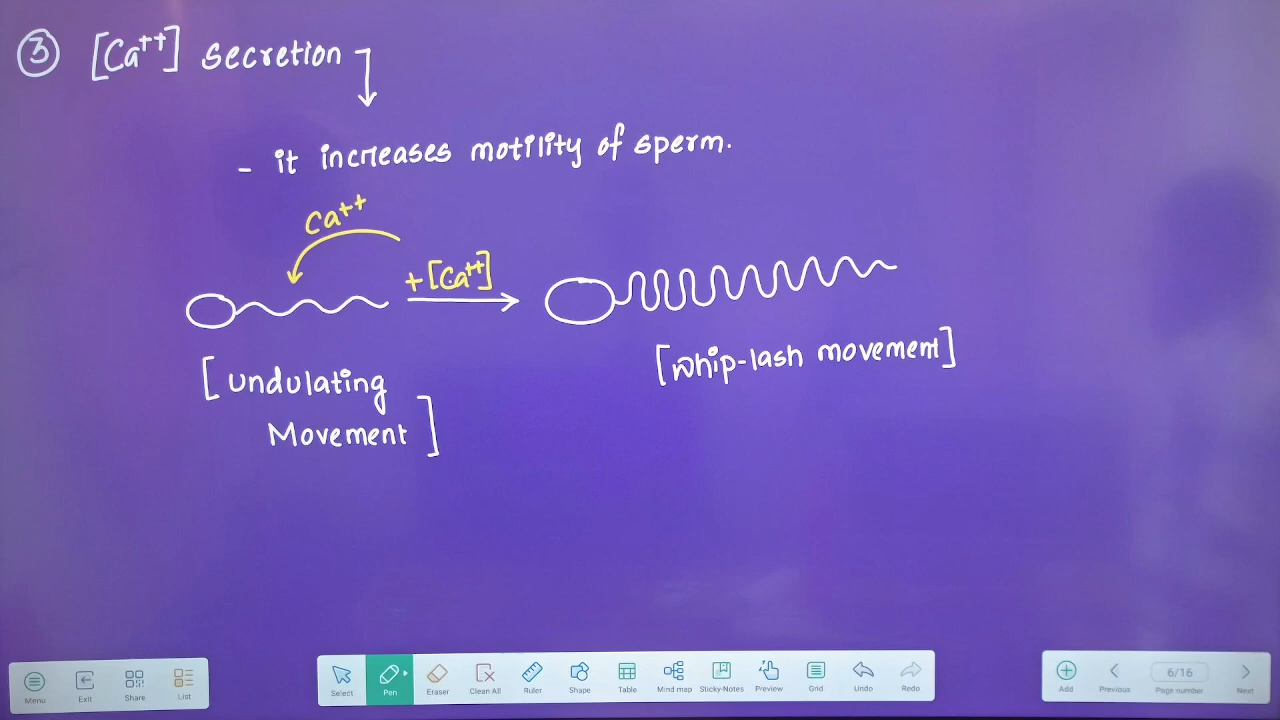 ③ [Ca⁺⁺] secretion
- it increases motility of sperm.
Ca⁺⁺
+ [Ca⁺⁺]
[undulating
Movement]
[whip-lash movement]
Menu
Exit
Share
List
Select
Pen
Eraser
Clean All
Ruler
Shape
Table
Mind map
Sticky-Notes
Preview
Grid
Undo
Redo
Add
Previous
6/16
Page number
Next